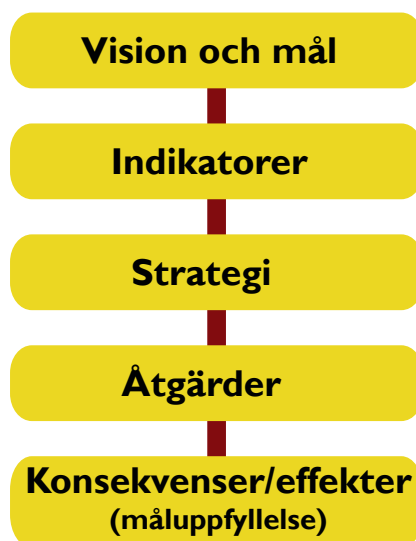 Vision och mål
Indikatorer
Strategi
Åtgärder
Konsekvenser/effekter
(måluppfyllelse)